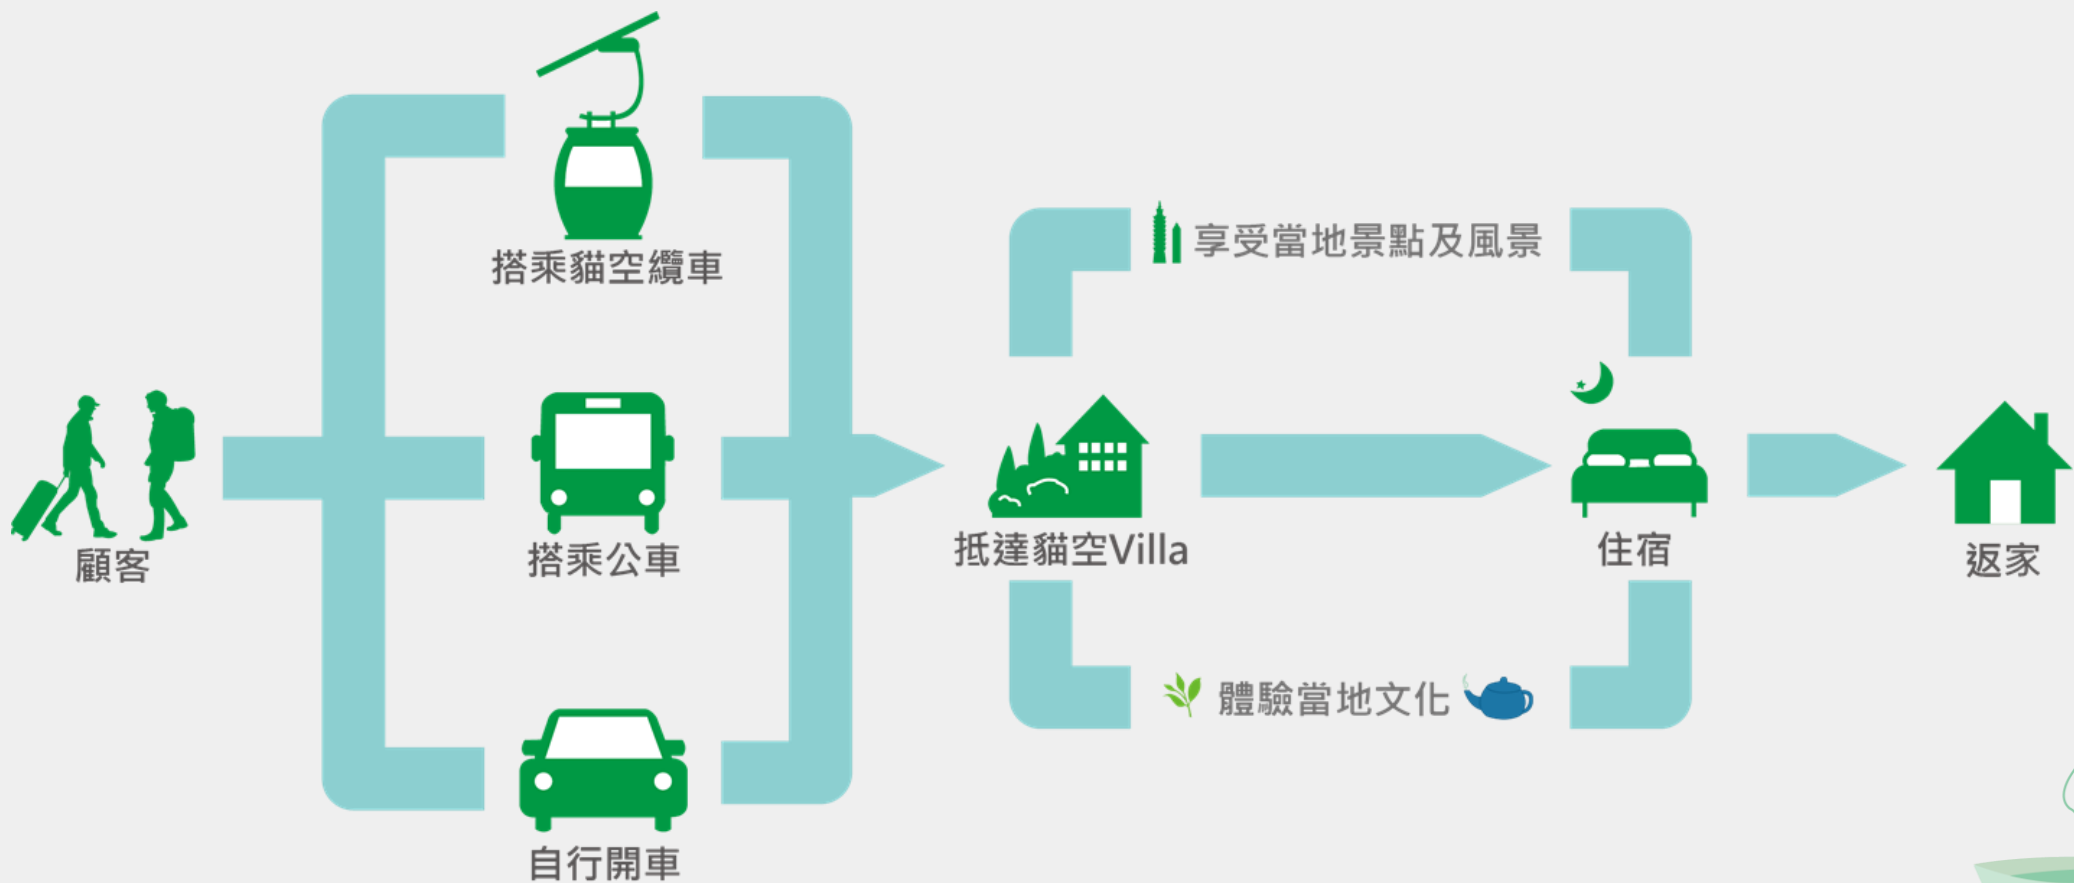 搭乘貓空纜車
享受當地景點及風景
顧客
搭乘公車
抵達貓空Villa
住宿
返家
體驗當地文化
自行開車